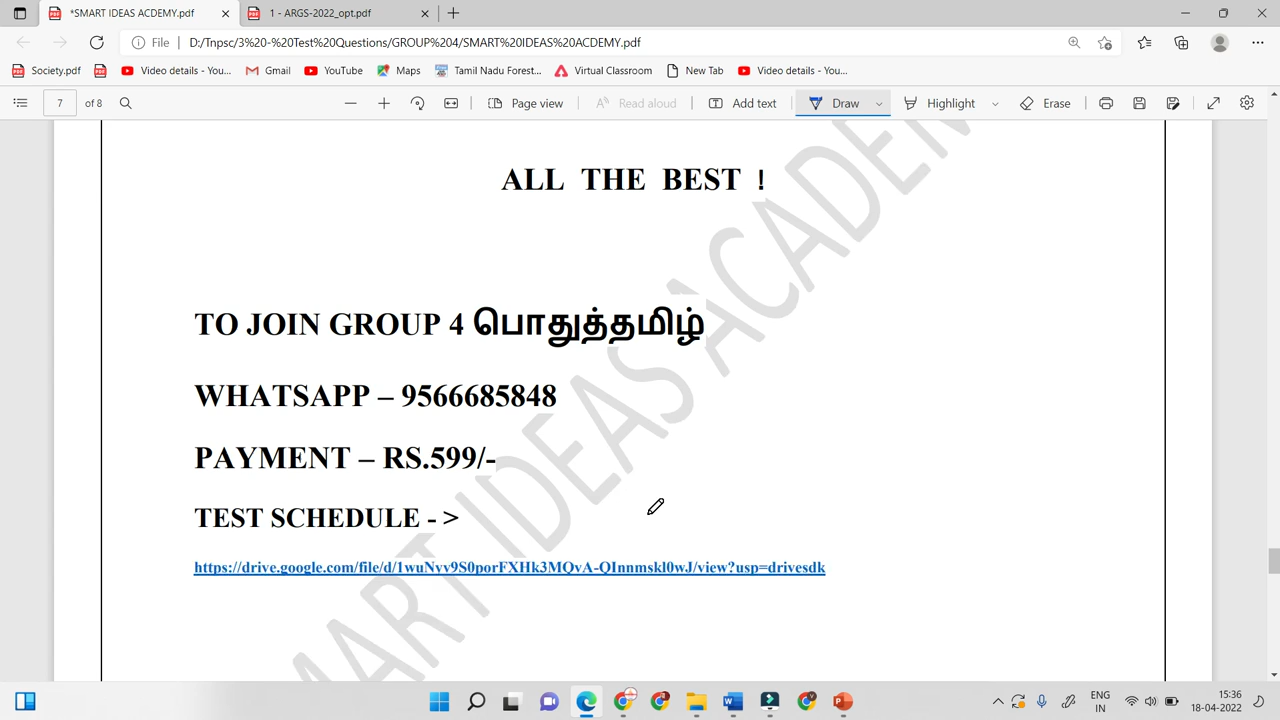 *SMART IDEAS ACDEMY.pdf
1 - ARGS-2022_opt.pdf
File
D:/Tnpsc/3%20-%20Test%20Questions/GROUP%204/SMART%20IDEAS%20ACDEMY.pdf
Society.pdf
Video details - You...
Gmail
YouTube
Maps
Tamil Nadu Forest...
Virtual Classroom
New Tab
Video details - You...
7
of 8
Page view
Read aloud
Add text
Draw
Highlight
Erase
ALL THE BEST !
TO JOIN GROUP 4 பொதுத்தமிழ்
WHATSAPP – 9566685848
PAYMENT – RS.599/-
TEST SCHEDULE - >
https://drive.google.com/file/d/1wuNyv9S0porFXHk3MQvA-QInnmskl0wJ/view?usp=drivesdk
SMART IDEAS ACADEM
ENG
IN
15:36
18-04-2022